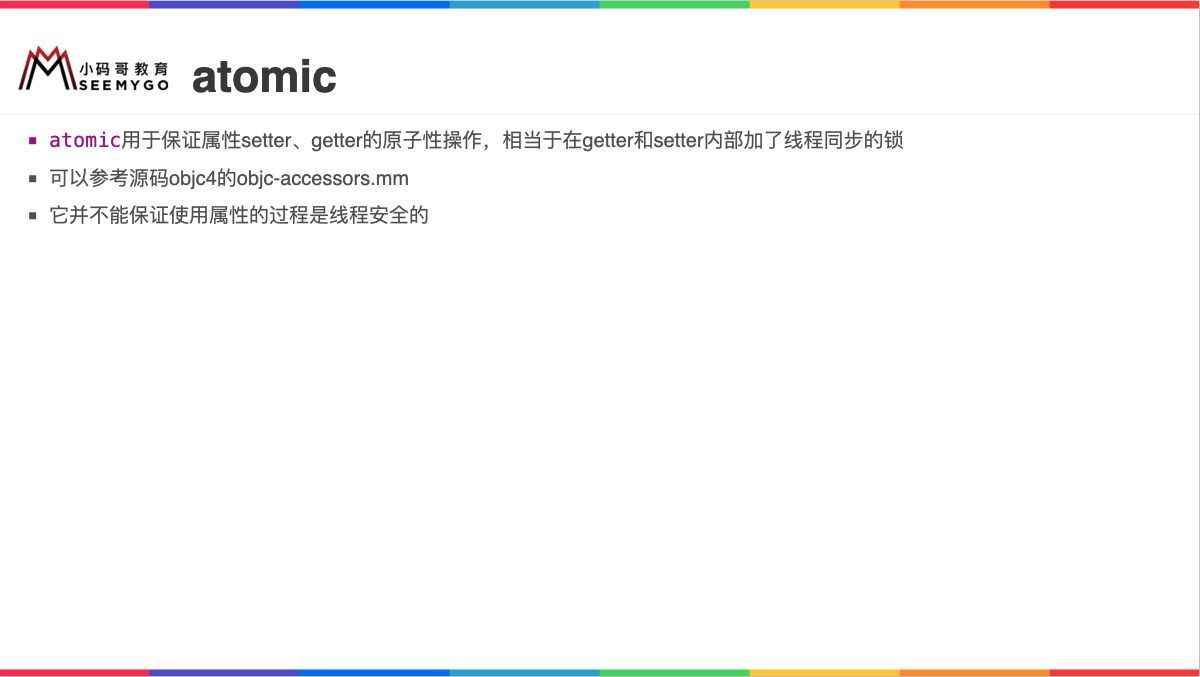 小码哥教育
SEEMYGO
atomic
atomic用于保证属性setter、getter的原子性操作，相当于在getter和setter内部加了线程同步的锁
可以参考源码objc4的objc-accessors.mm
它并不能保证使用属性的过程是线程安全的